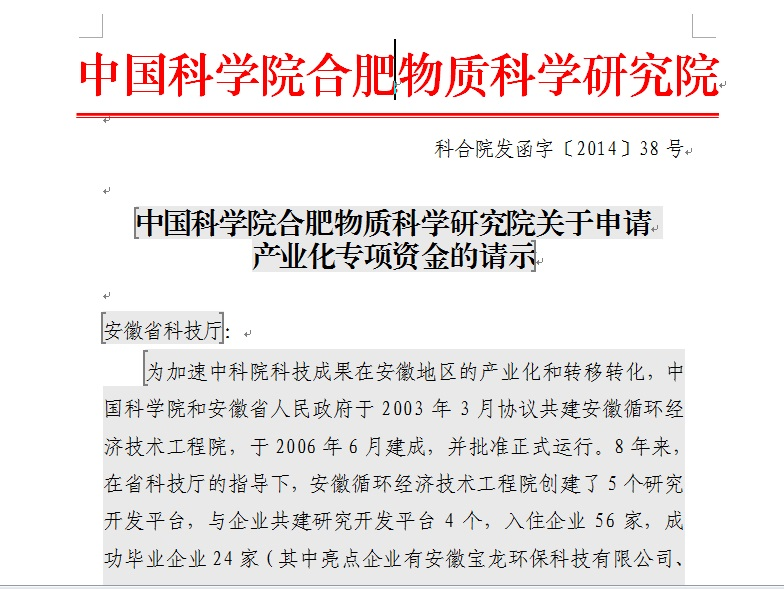 中国科学院合肥物质科学研究院
科合院发函字〔2014〕38 号
中国科学院合肥物质科学研究院关于申请
产业化专项资金的请示
安徽省科技厅：
为加速中科院科技成果在安徽地区的产业化和转移转化，中
国科学院和安徽省人民政府于 2003 年 3 月协议共建安徽循环经
济技术工程院，于 2006 年 6 月建成，并批准正式运行。8 年来，
在省科技厅的指导下，安徽循环经济技术工程院创建了 5 个研究
开发平台，与企业共建研究开发平台 4 个，入住企业 56 家，成
功毕业企业 24 家（其中亮点企业有安徽宝龙环保科技有限公司、